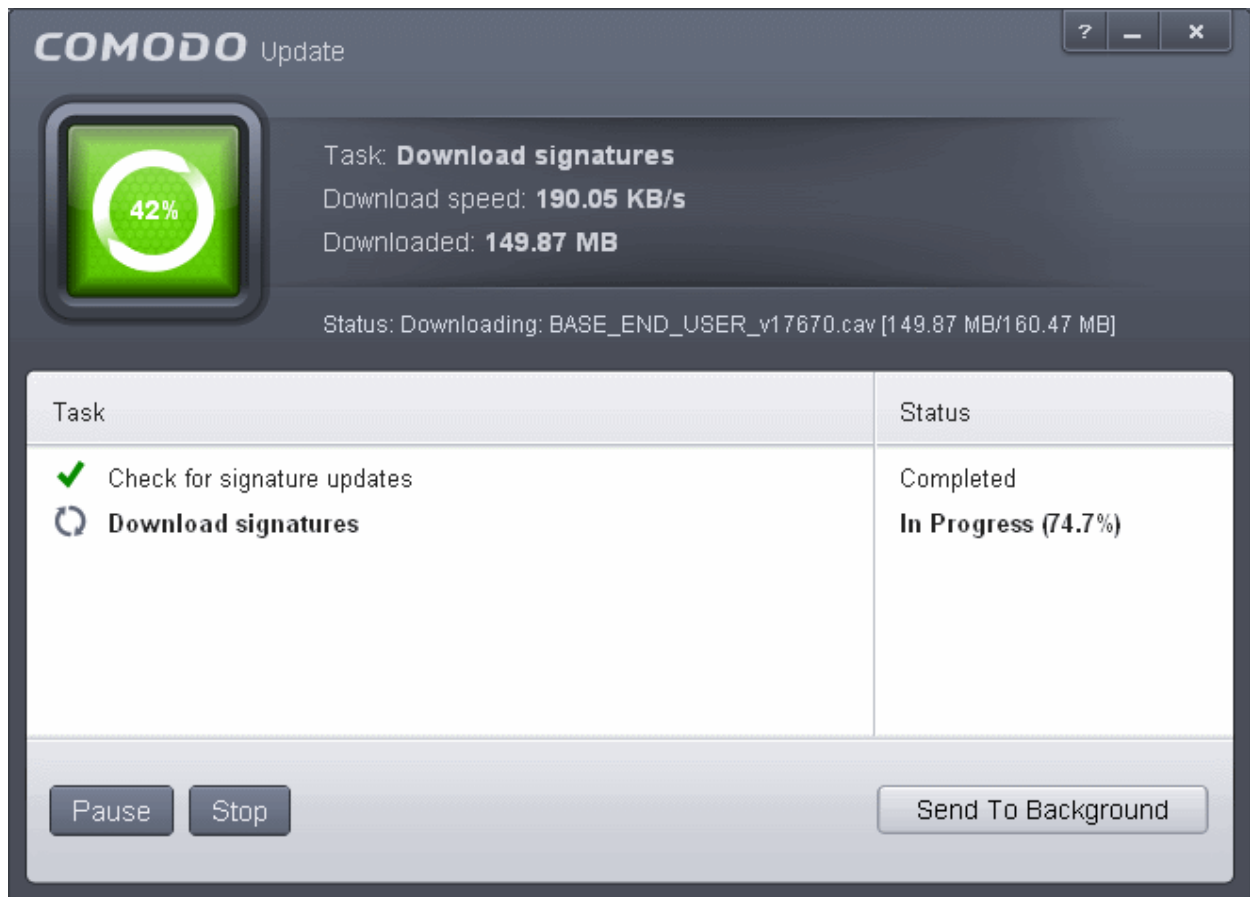 COMODO Update
? – ×
42%
Task: Download signatures
Download speed: 190.05 KB/s
Downloaded: 149.87 MB
Status: Downloading: BASE_END_USER_v17670.cav [149.87 MB/160.47 MB]
Task Status
Check for signature updates Completed
Download signatures In Progress (74.7%)
Pause Stop Send To Background